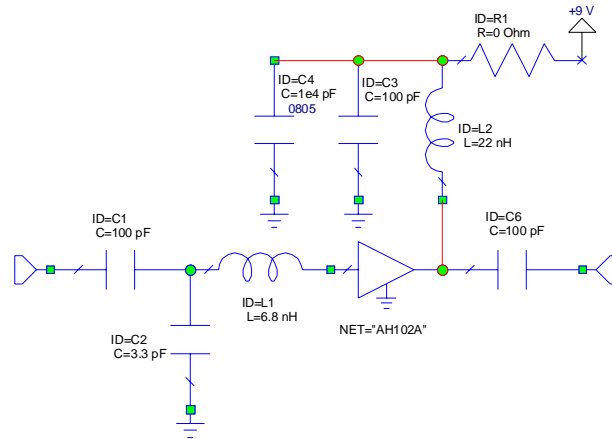 ID=R1
R=0 Ohm
+9 V
ID=C4
C=1e4 pF
0805
ID=C3
C=100 pF
ID=L2
L=22 nH
ID=C1
C=100 pF
ID=C6
C=100 pF
ID=L1
L=6.8 nH
NET="AH102A"
ID=C2
C=3.3 pF